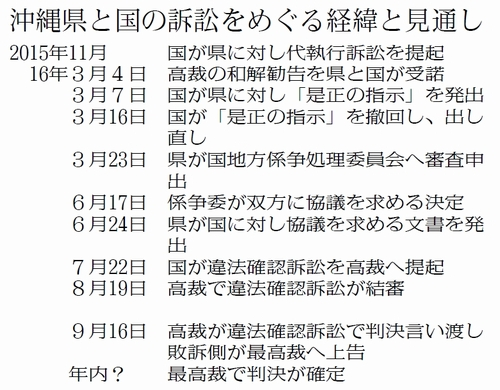 沖縄県と国の訴訟をめぐる経緯と見通し
2015年11月 国が県に対し代執行訴訟を提起
16年３月４日 高裁の和解勧告を県と国が受諾
３月７日 国が県に対し「是正の指示」を発出
３月16日 国が「是正の指示」を撤回し、出し
直し
３月23日 県が国地方係争処理委員会へ審査申
出
６月17日 係争委が双方に協議を求める決定
６月24日 県が国に対し協議を求める文書を発
出
７月22日 国が違法確認訴訟を高裁へ提起
８月19日 高裁で違法確認訴訟が結審
９月16日 高裁が違法確認訴訟で判決言い渡し
敗訴側が最高裁へ上告
年内？ 最高裁で判決が確定